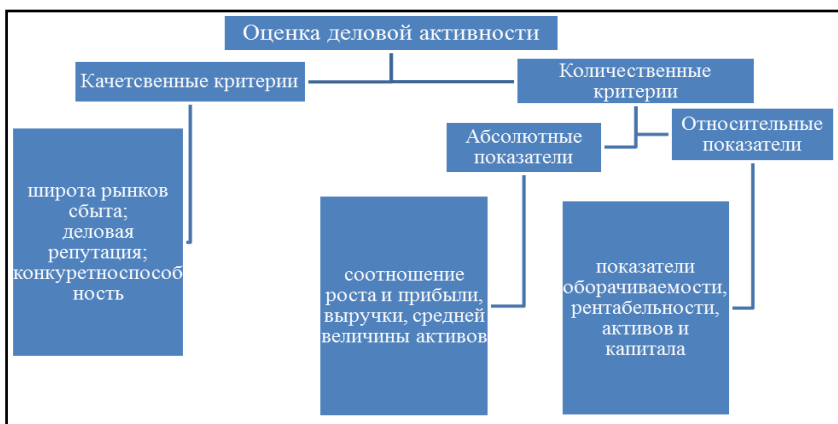 Оценка деловой активности
Качетсвенные критерии
Количественные
критерии
Абсолютные
показатели
Относительные
показатели
широта рынков
сбыта;
деловая
репутация;
конкуретноспособ
ность
соотношение
роста и прибыли,
выручки, средней
величины активов
показатели
оборачиваемости,
рентабельности,
активов и
капитала